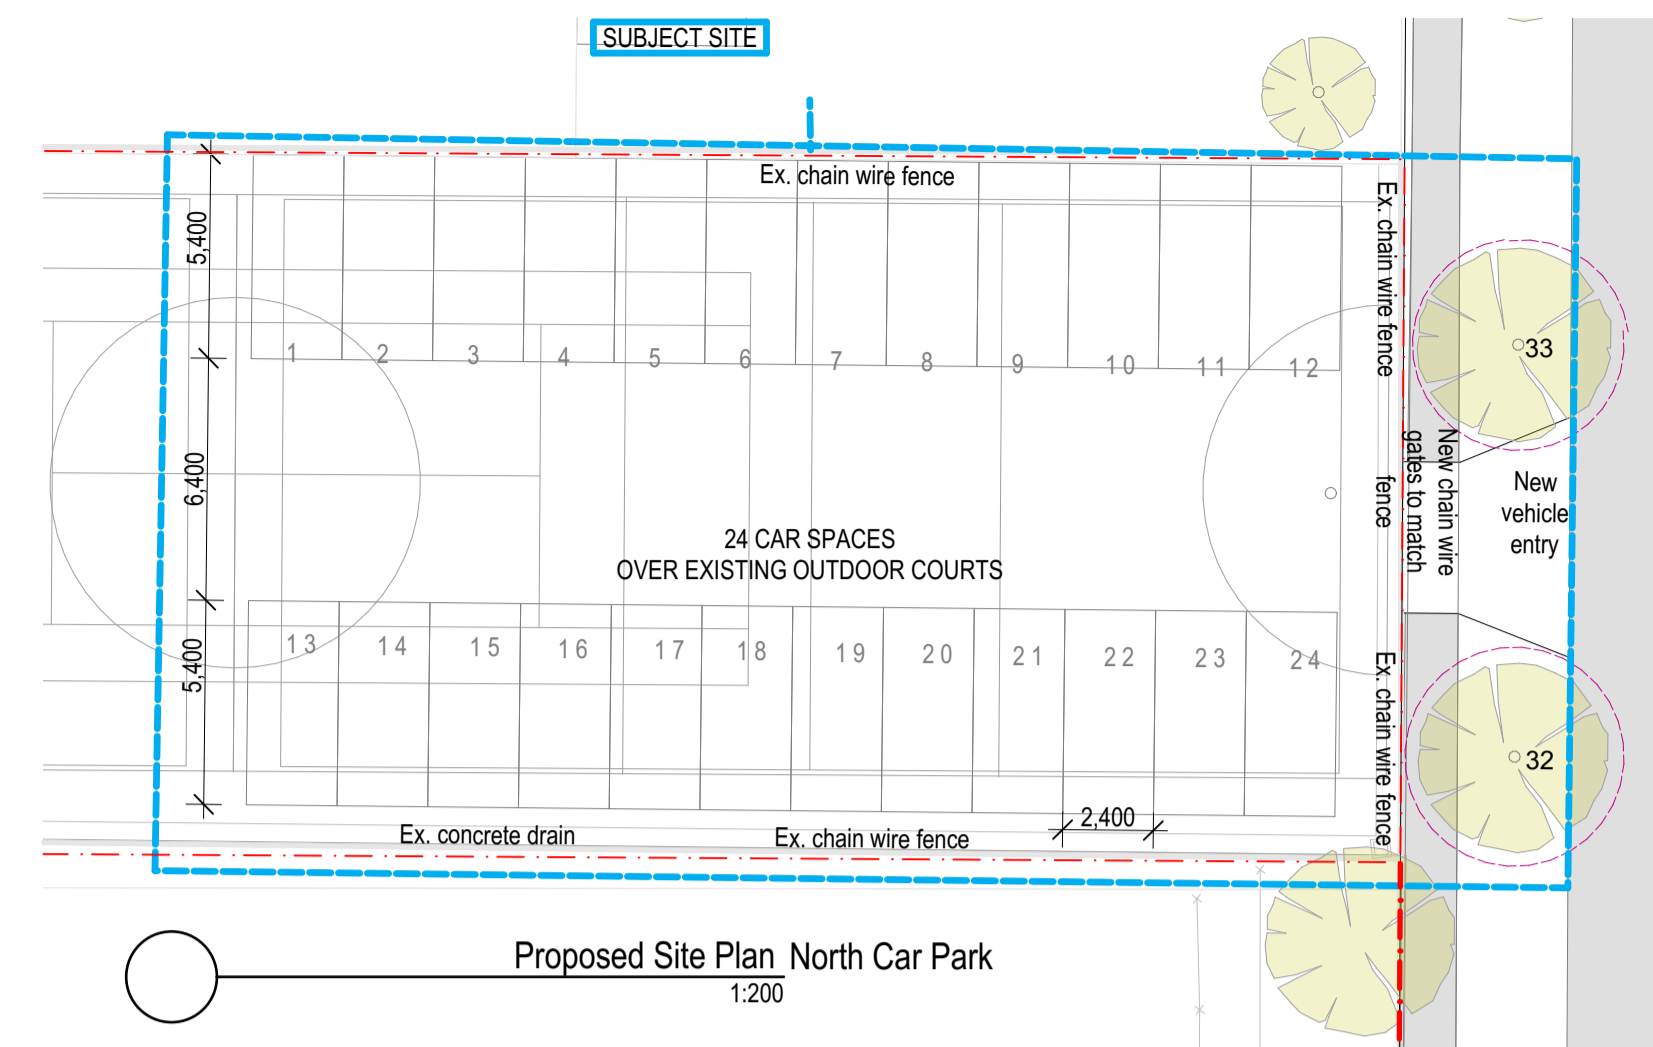 SUBJECT SITE
Ex. chain wire fence
Ex. chain wire fence
5,400
1 2 3 4 5 6 7 8 9 10 11 12
33
New chain wire
gates to match
fence
New
vehicle
entry
6,400
24 CAR SPACES
OVER EXISTING OUTDOOR COURTS
5,400
13 14 15 16 17 18 19 20 21 22 23 24
Ex. chain wire fence
32
2,400
Ex. concrete drain
Ex. chain wire fence
Proposed Site Plan North Car Park
1:200